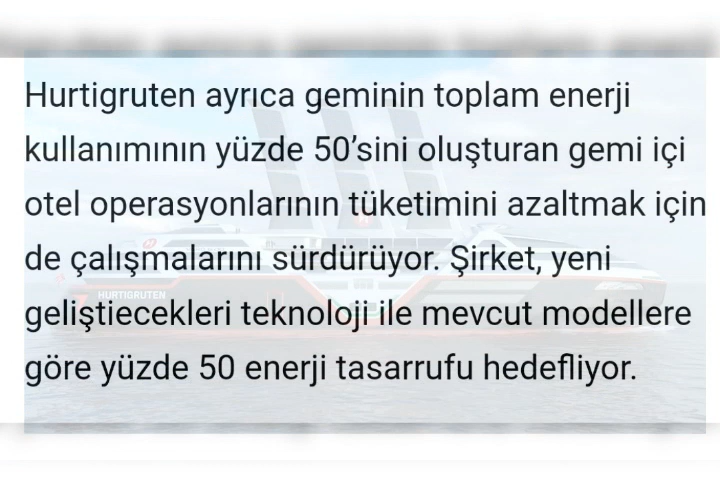 Hurtigruten ayrıca geminin toplam enerji
kullanımının yüzde 50’sini oluşturan gemi içi
otel operasyonlarının tüketimini azaltmak için
de çalışmalarını sürdürüyor. Şirket, yeni
HURTIGRUTEN
geliştiecekleri teknoloji ile mevcut modellere
göre yüzde 50 enerji tasarrufu hedefliyor.